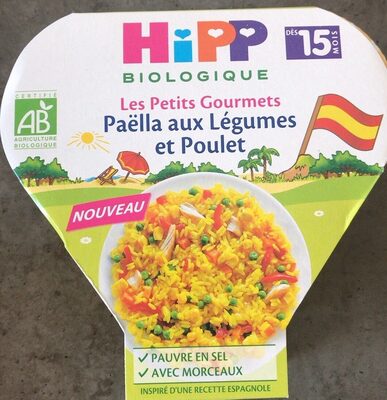 HiPP
BIOLOGIQUE
DÈS 15 MOIS
CERTIFIÉ
AB
AGRICULTURE
BIOLOGIQUE
Les Petits Gourmets
Paëlla aux Légumes
et Poulet
NOUVEAU
✓ PAUVRE EN SEL
✓ AVEC MORCEAUX
INSPIRÉ D'UNE RECETTE ESPAGNOLE